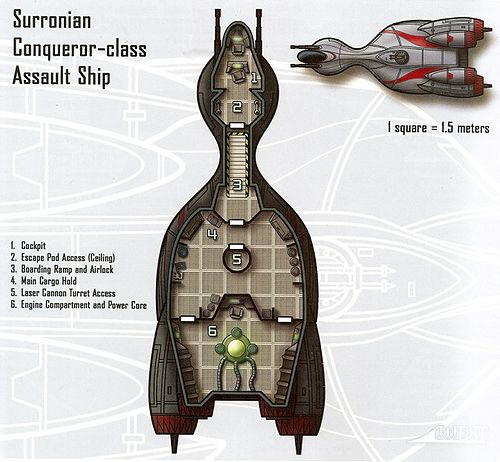 Surronian
Conqueror-class
Assault Ship
1 square = 1.5 meters
1
2
3
4
5
6
1. Cockpit
2. Escape Pod Access (Ceiling)
3. Boarding Ramp and Airlock
4. Main Cargo Hold
5. Laser Cannon Turret Access
6. Engine Compartment and Power Core
WEST